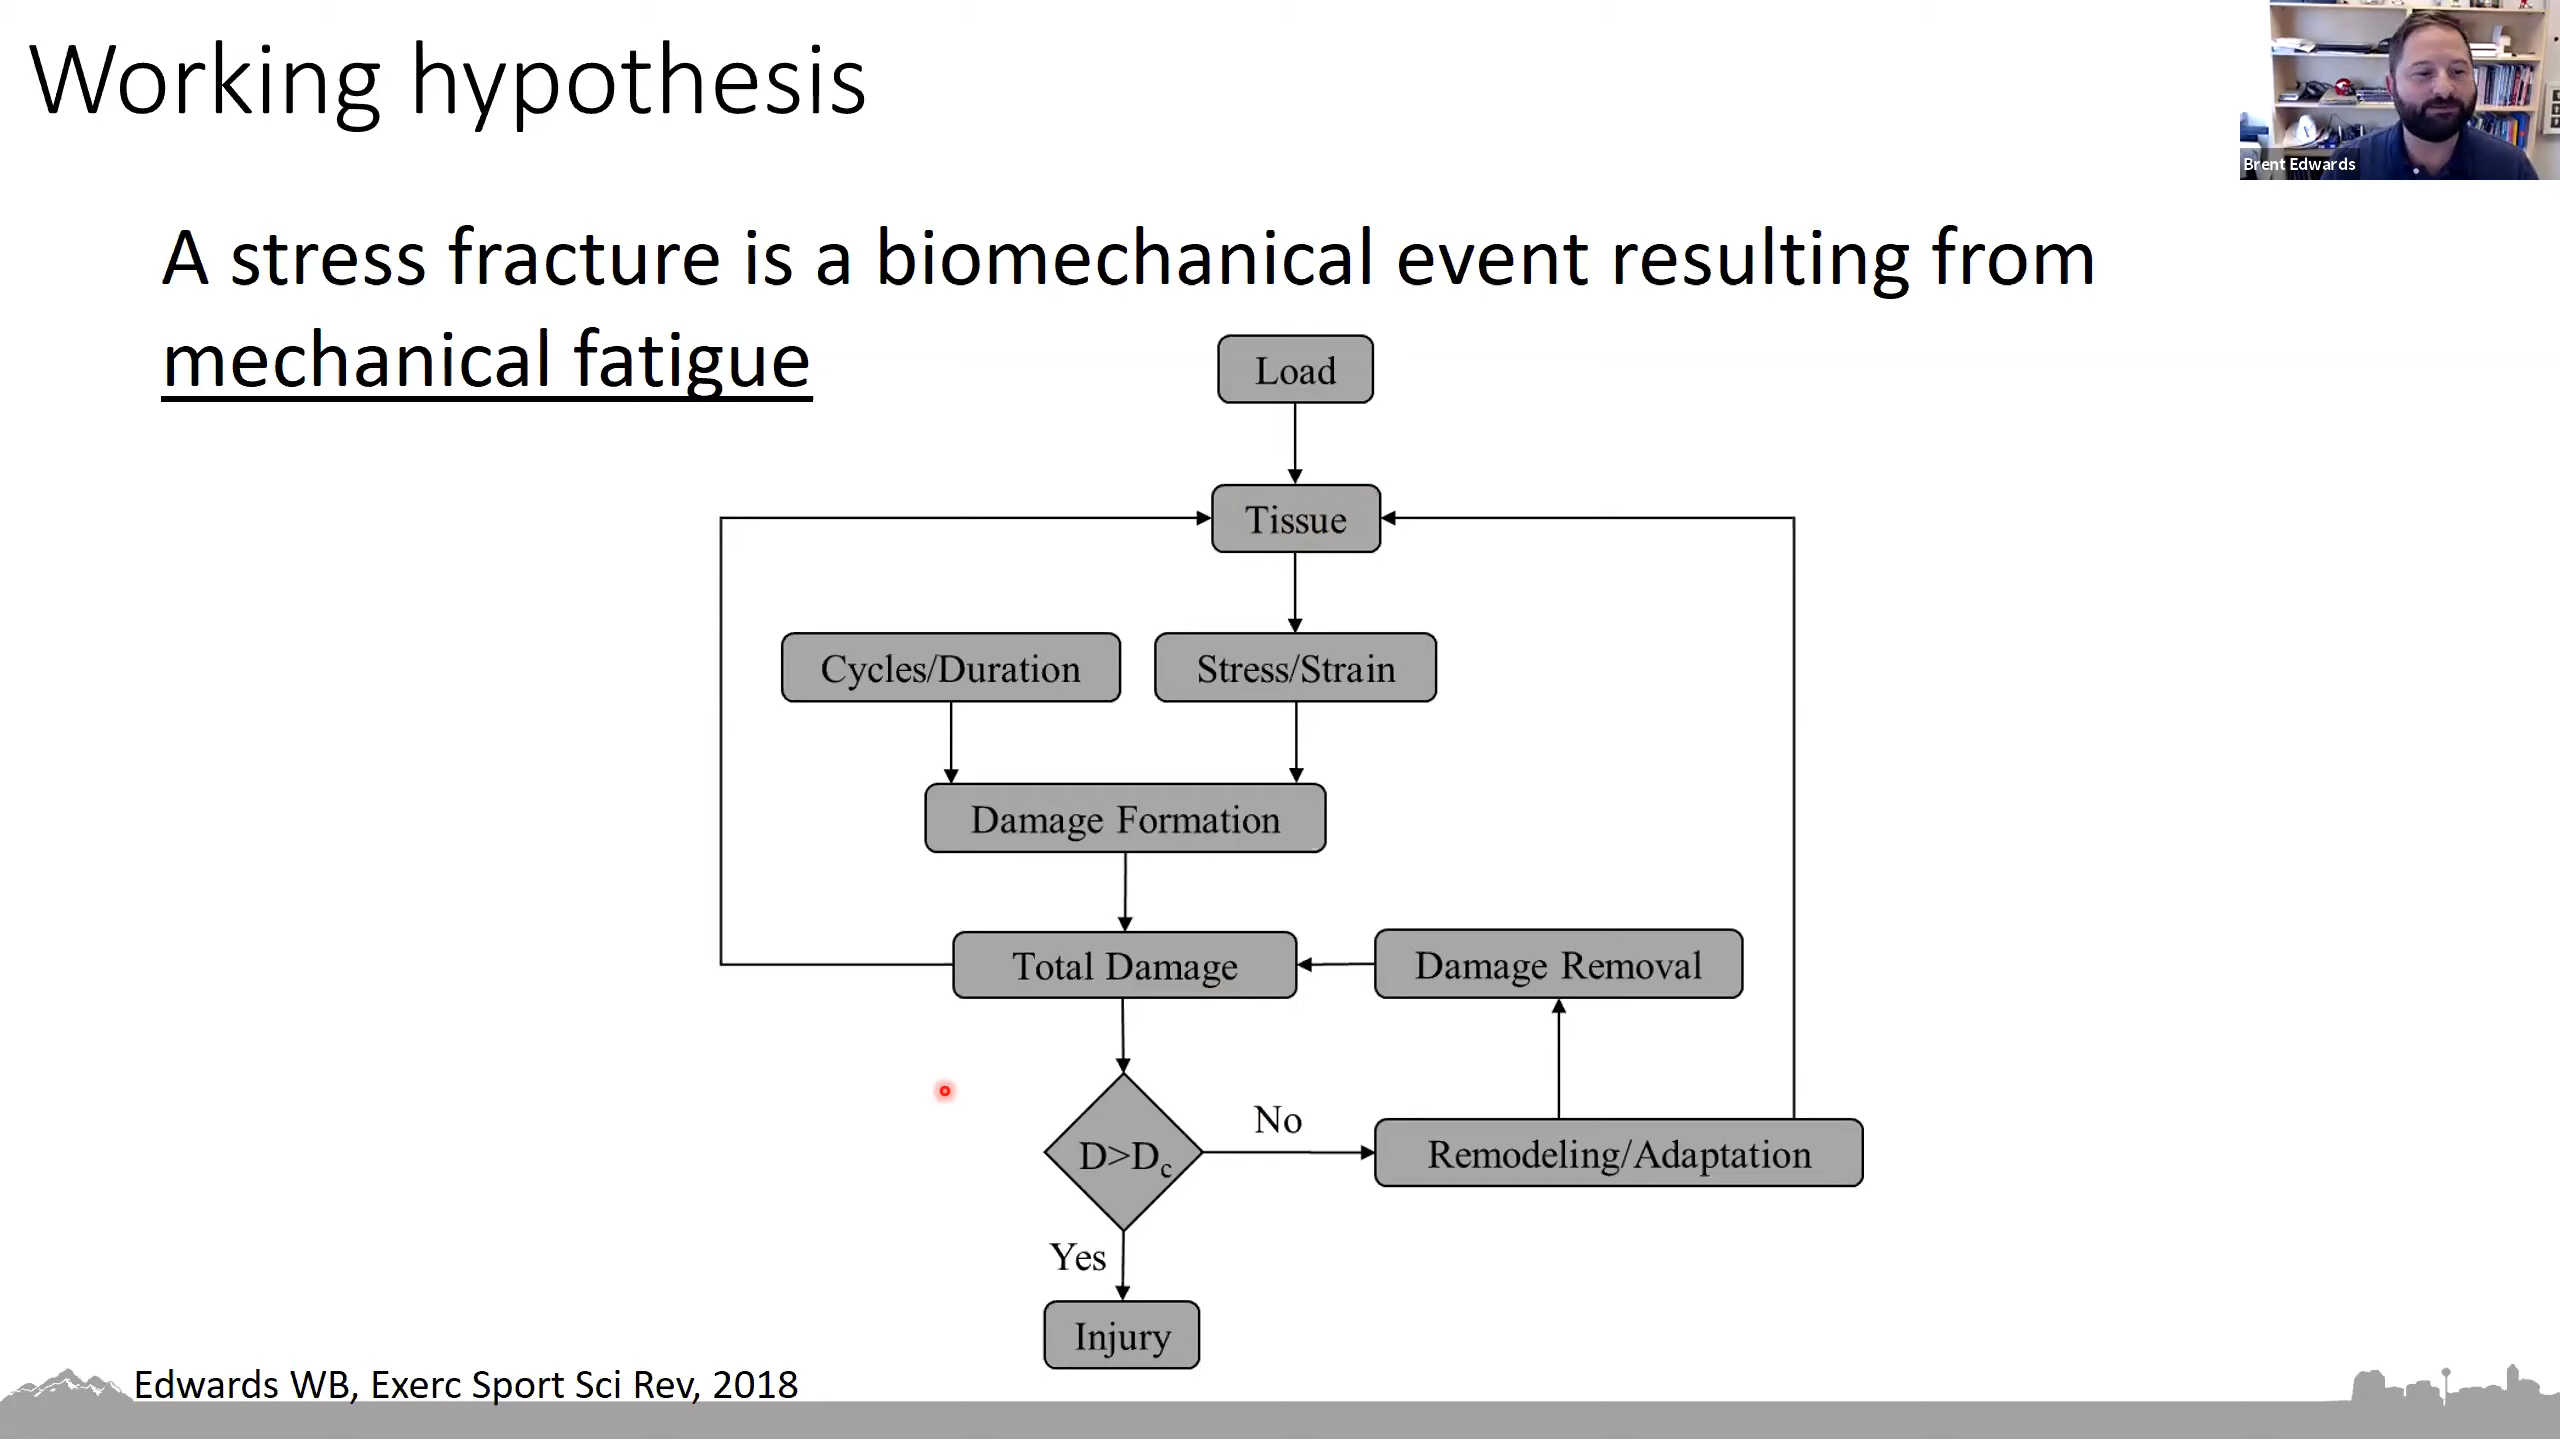 Working hypothesis
Brent Edwards
A stress fracture is a biomechanical event resulting from
mechanical fatigue
Load
Tissue
Cycles/Duration
Stress/Strain
Damage Formation
Total Damage
Damage Removal
No
D>Dc
Remodeling/Adaptation
Yes
Injury
Edwards WB, Exerc Sport Sci Rev, 2018